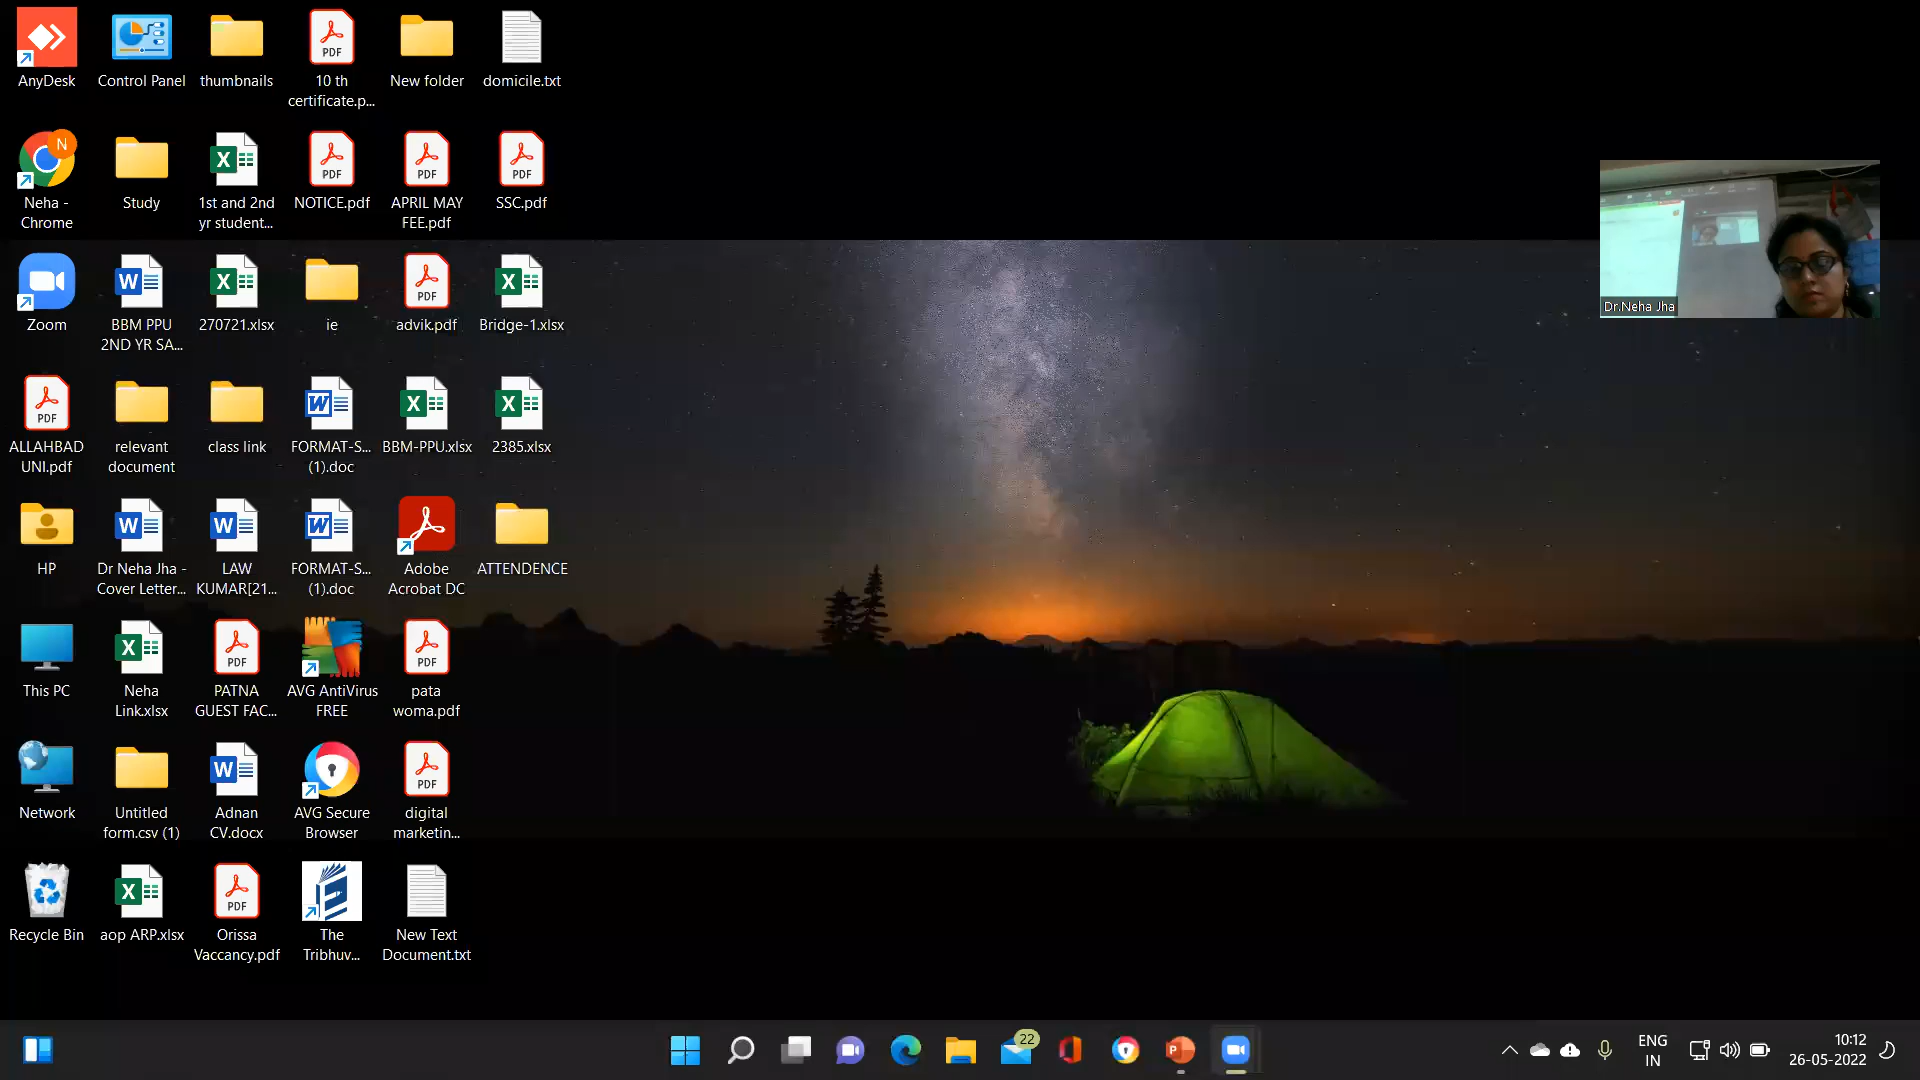 AnyDesk
Control Panel
thumbnails
10 th
certificate.p...
New folder
domicile.txt
Neha -
Chrome
Study
1st and 2nd
yr student...
NOTICE.pdf
APRIL MAY
FEE.pdf
SSC.pdf
Zoom
BBM PPU
2ND YR SA...
270721.xlsx
ie
advik.pdf
Bridge-1.xlsx
Dr.Neha Jha
ALLAHBAD
UNI.pdf
relevant
document
class link
FORMAT-S...
(1).doc
BBM-PPU.xlsx
2385.xlsx
HP
Dr Neha Jha -
Cover Letter...
LAW
KUMAR[21...
FORMAT-S...
(1).doc
Adobe
Acrobat DC
ATTENDENCE
This PC
Neha
Link.xlsx
PATNA
GUEST FAC...
AVG AntiVirus
FREE
pata
woma.pdf
Network
Untitled
form.csv (1)
Adnan
CV.docx
AVG Secure
Browser
digital
marketin...
Recycle Bin
aop ARP.xlsx
Orissa
Vaccancy.pdf
The
Tribhuv...
New Text
Document.txt
22
ENG
IN
10:12
26-05-2022